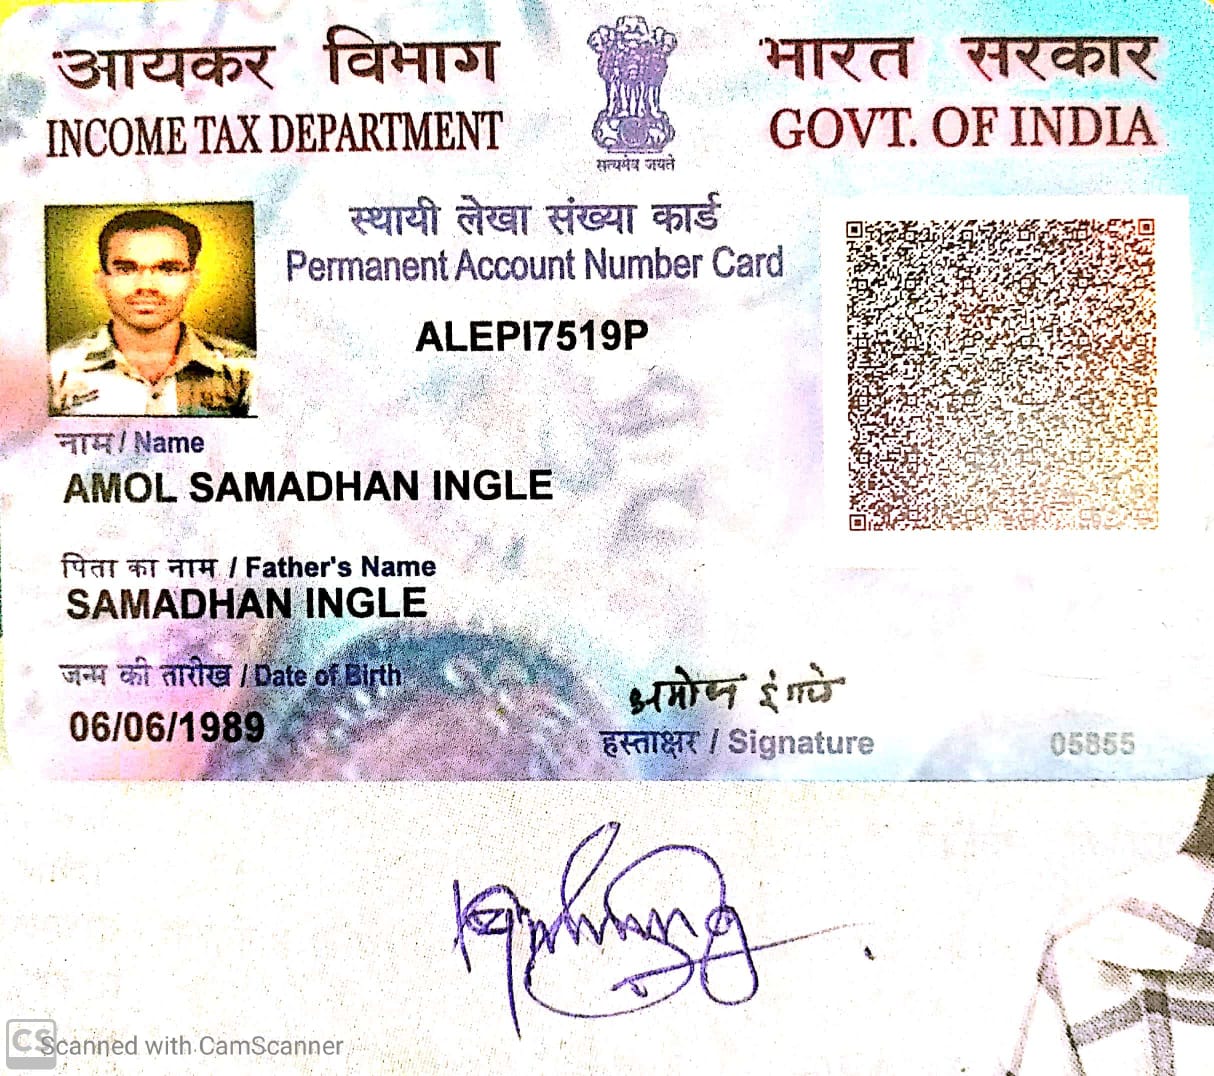 आयकर विभाग
INCOME TAX DEPARTMENT
सत्यमेव जयते
भारत सरकार
GOVT. OF INDIA
स्थायी लेखा संख्या कार्ड
Permanent Account Number Card
ALEPI7519P
नाम / Name
AMOL SAMADHAN INGLE
पिता का नाम / Father's Name
SAMADHAN INGLE
जन्म की तारीख / Date of Birth
06/06/1989
अमोल इंगळे
हस्ताक्षर / Signature
05855
CS
Scanned with CamScanner